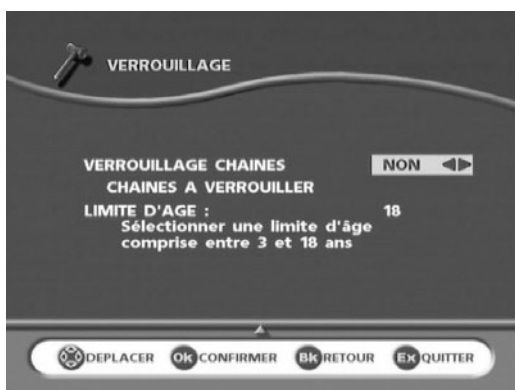 VERROUILLAGE
VERROUILLAGE CHAINES NON
CHAINES A VERROUILLER
LIMITE D'AGE : 18
Sélectionner une limite d'âge
comprise entre 3 et 18 ans
DEPLACER Ok CONFIRMER Bk RETOUR Ex QUITTER